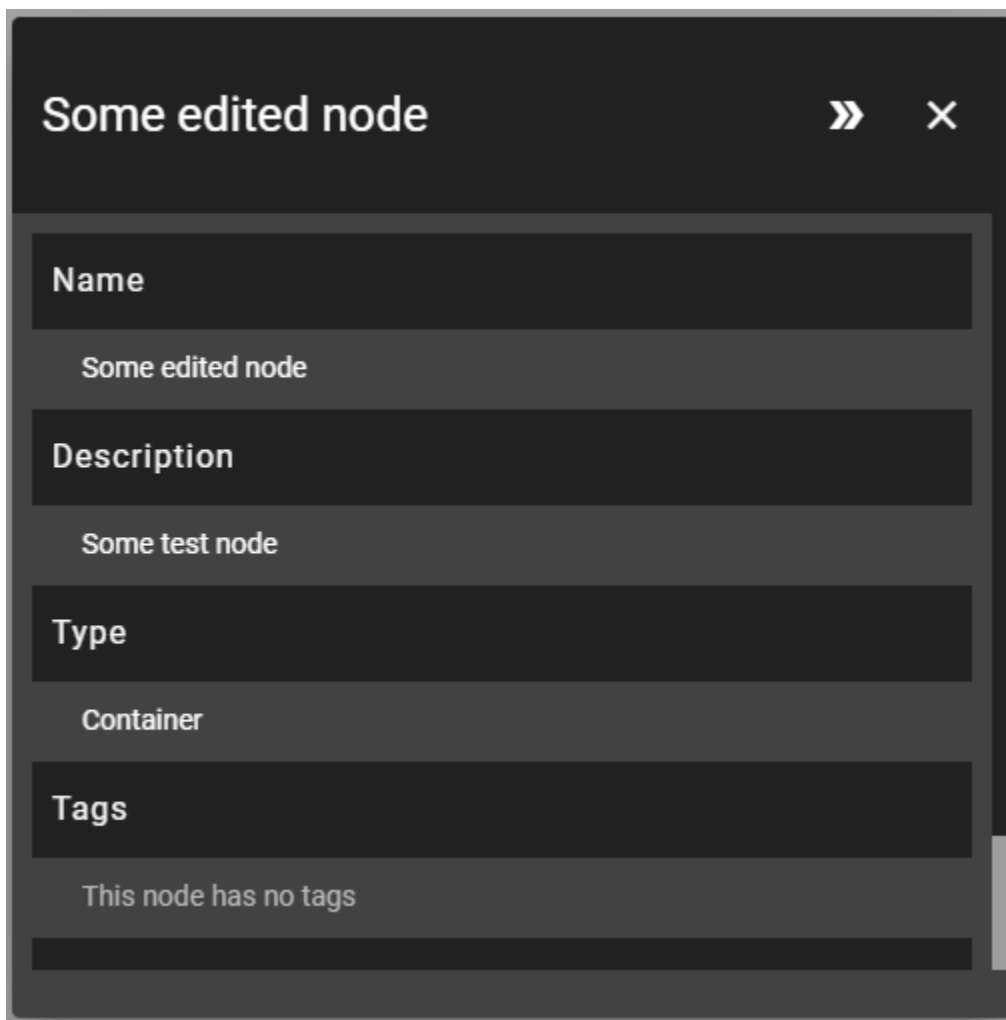 Some edited node
Name
Some edited node
Description
Some test node
Type
Container
Tags
This node has no tags